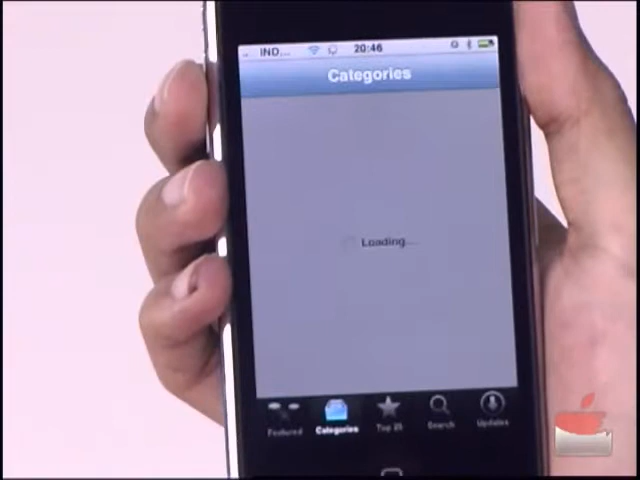 IND... 20:46
Categories
Loading...
Featured Categories Top 25 Search Updates